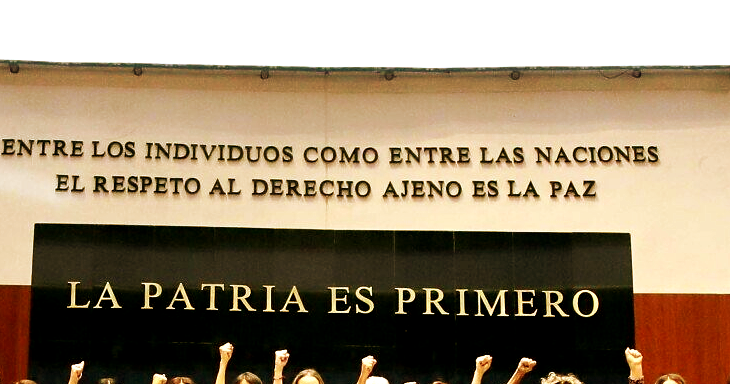 ENTRE LOS INDIVIDUOS COMO ENTRE LAS NACIONES
EL RESPETO AL DERECHO AJENO ES LA PAZ
LA PATRIA ES PRIMERO